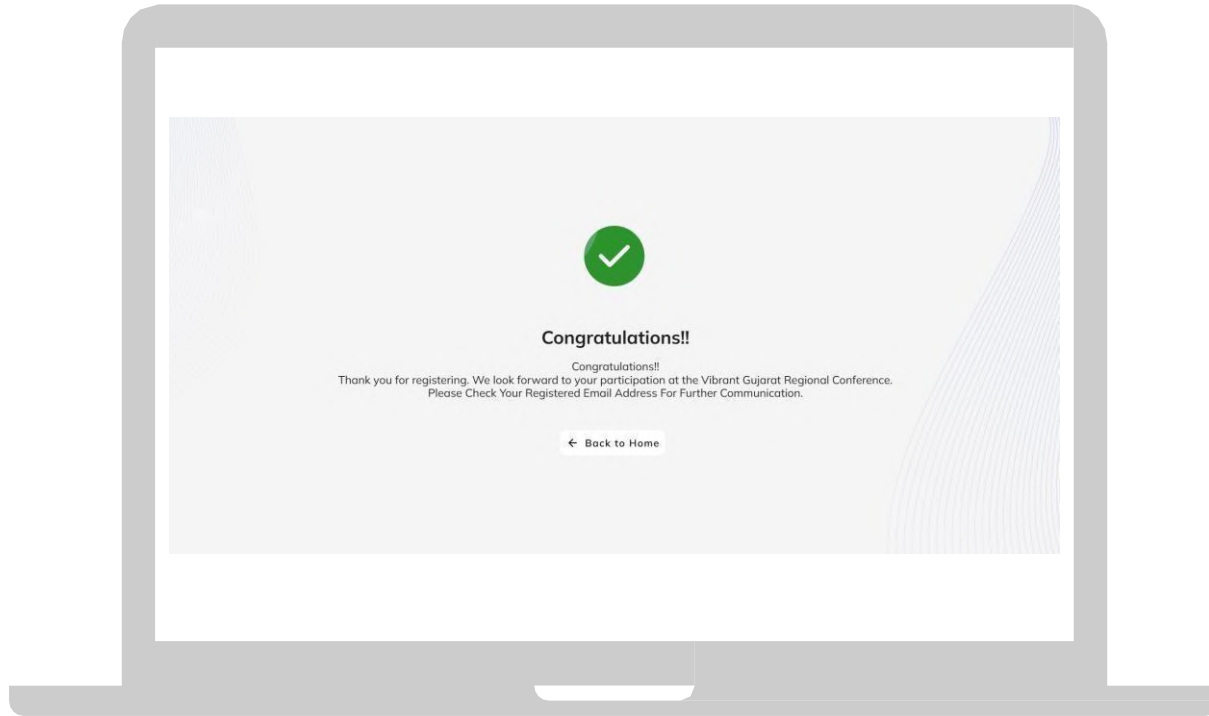 Congratulations!!
Congratulations!!
Thank you for registering. We look forward to your participation at the Vibrant Gujarat Regional Conference.
Please Check Your Registered Email Address For Further Communication.
Back to Home